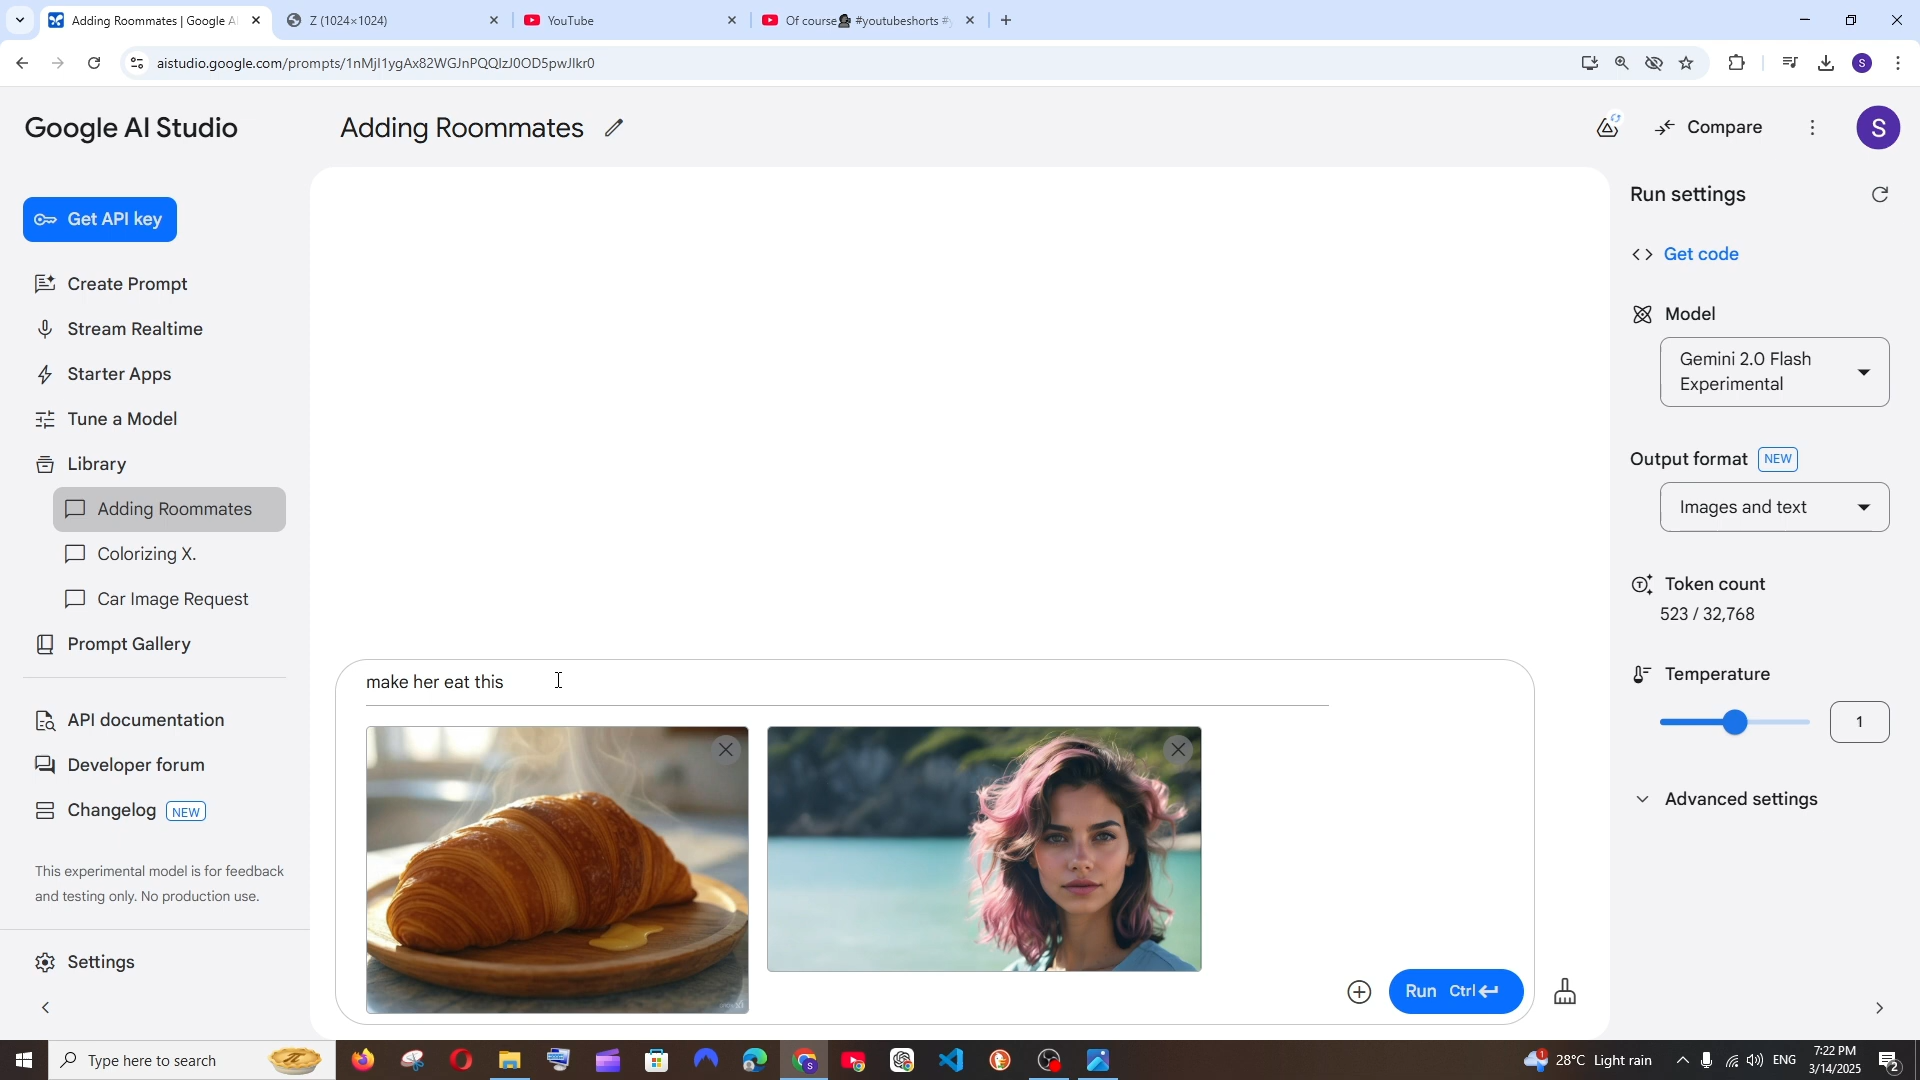 Adding Roommates | Google AI
Z (1024×1024)
YouTube
Of course #youtubeshorts #
aistudio.google.com/prompts/1nMjI1ygAx82WGJnPQQIzJ0OD5pwJlkr0
S
Google AI Studio
Adding Roommates
Compare
S
Get API key
Create Prompt
Stream Realtime
Starter Apps
Tune a Model
Library
Adding Roommates
Colorizing X.
Car Image Request
Prompt Gallery
API documentation
Developer forum
Changelog NEW
This experimental model is for feedback
and testing only. No production use.
Settings
make her eat this
Run Ctrl
Run settings
Get code
Model
Gemini 2.0 Flash
Experimental
Output format NEW
Images and text
Token count
523 / 32,768
Temperature
1
Advanced settings
Type here to search
1
28°C Light rain
ENG
7:22 PM
3/14/2025
2